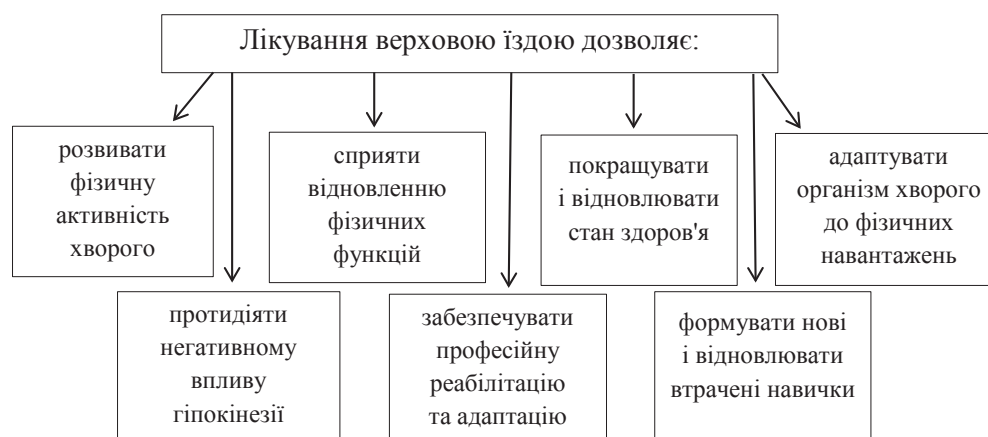 Лікування верховою їздою дозволяє:
розвивати
фізичну
активність
хворого
сприяти
відновленню
фізичних
функцій
покращувати
і відновлювати
стан здоров'я
адаптувати
організм хворого
до фізичних
навантажень
протидіяти
негативному
впливу
гіпокінезії
забезпечувати
професійну
реабілітацію
та адаптацію
формувати нові
і відновлювати
втрачені навички